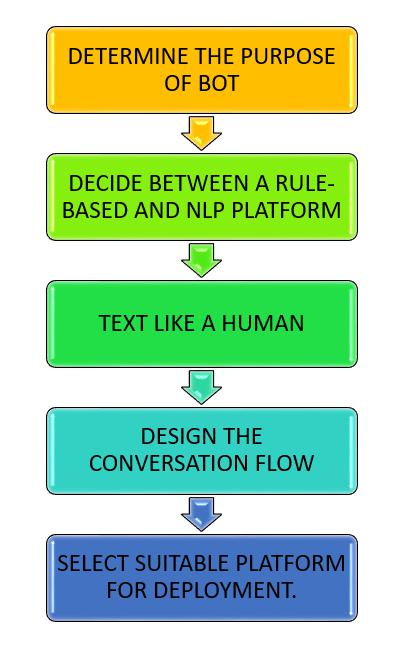 DETERMINE THE PURPOSE
OF BOT
DECIDE BETWEEN A RULE-
BASED AND NLP PLATFORM
TEXT LIKE A HUMAN
DESIGN THE
CONVERSATION FLOW
SELECT SUITABLE PLATFORM
FOR DEPLOYMENT.